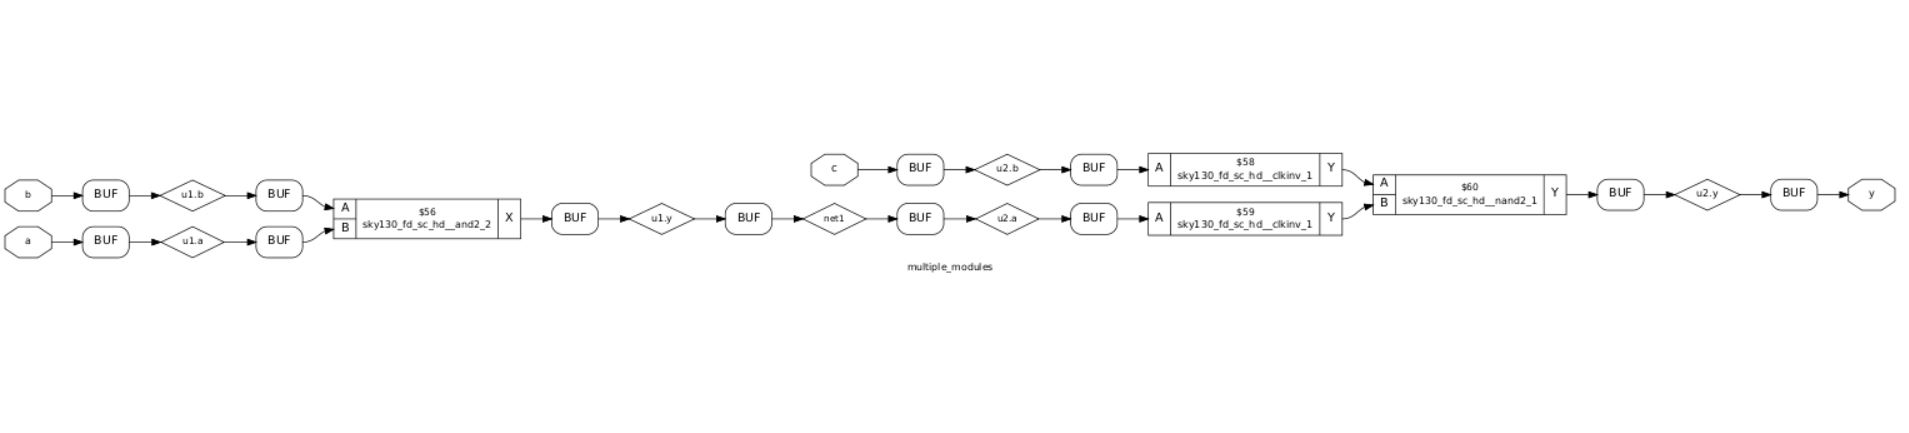 c BUF u2.b BUF A $58 Y
sky130_fd_sc_hd__clkinv_1
b BUF u1.b BUF
A $56 X
sky130_fd_sc_hd__and2_2
B
a BUF u1.a BUF
BUF u1.y BUF net1 BUF u2.a BUF A $59 Y
sky130_fd_sc_hd__clkinv_1
A $60 Y
sky130_fd_sc_hd__nand2_1
B
BUF u2.y BUF y
multiple_modules